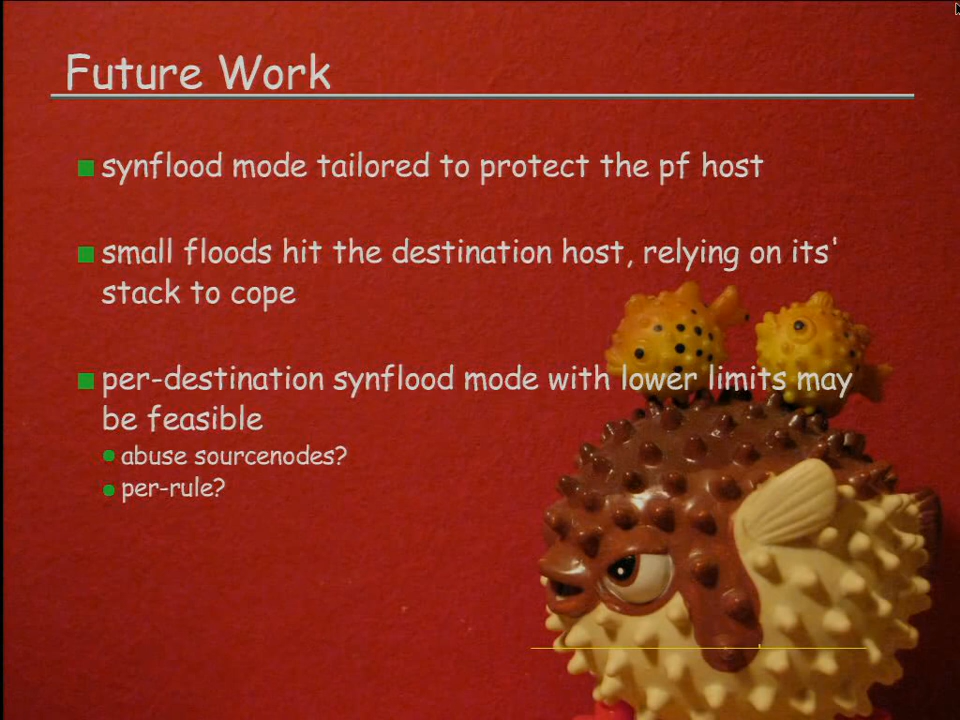 Future Work
synflood mode tailored to protect the pf host
small floods hit the destination host, relying on its'
stack to cope
per-destination synflood mode with lower limits may
be feasible
abuse sourcenodes?
per-rule?